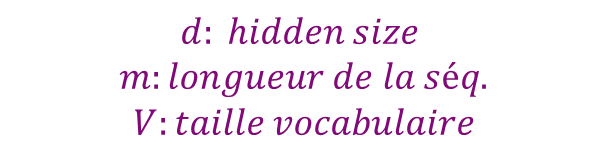 d: hidden size
m: longueur de la séq.
V: taille vocabulaire